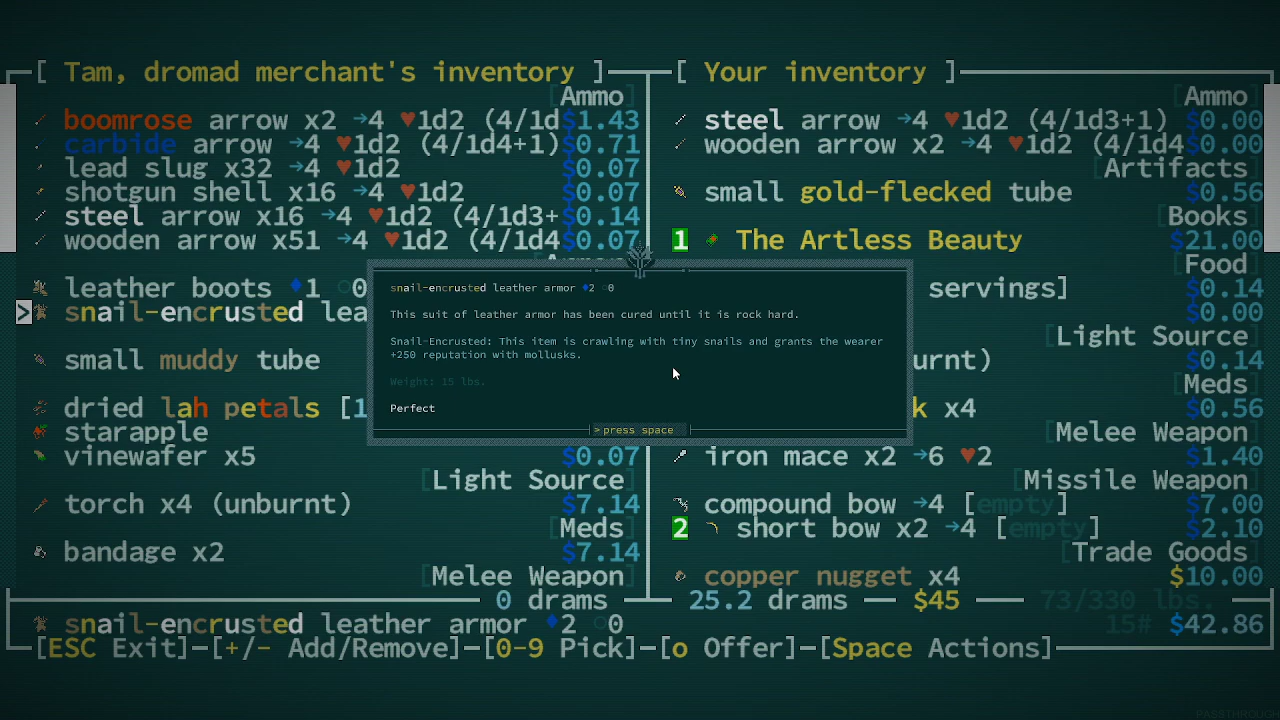 [ Tam, dromad merchant's inventory ]
[Ammo]
boomrose arrow x2 →4 ♥1d2 (4/1d $1.43
carbide arrow →4 ♥1d2 (4/1d4+1) $0.71
lead slug x32 →4 ♥1d2 $0.07
shotgun shell x16 →4 ♥1d2 $0.07
steel arrow x16 →4 ♥1d2 (4/1d3+ $0.14
wooden arrow x51 →4 ♥1d2 (4/1d4 $0.07
leather boots ♦1 ○0
> snail-encrusted lea
small muddy tube
dried lah petals [1
starapple
vinewafer x5 $0.07
[Light Source]
torch x4 (unburnt) $7.14
[Meds]
bandage x2 $7.14
[Melee Weapon]
0 drams
[ Your inventory ]
[Ammo]
steel arrow →4 ♥1d2 (4/1d3+1) $0.00
wooden arrow x2 →4 ♥1d2 (4/1d4 $0.00
[Artifacts]
small gold-flecked tube $0.56
[Books]
1 The Artless Beauty $21.00
[Food]
servings] $0.14
$0.00
[Light Source]
urnt) $0.14
[Meds]
k x4 $0.56
[Melee Weapon]
iron mace x2 →6 ♥2 $1.40
[Missile Weapon]
compound bow →4 [empty] $7.00
2 short bow x2 →4 [empty] $2.10
[Trade Goods]
copper nugget x4 $10.00
25.2 drams — $45 — 73/330 lbs.
snail-encrusted leather armor ♦2 ○0
This suit of leather armor has been cured until it is rock hard.
Snail-Encrusted: This item is crawling with tiny snails and grants the wearer
+250 reputation with mollusks.
Weight: 15 lbs.
Perfect
> press space
snail-encrusted leather armor ♦2 ○0 15# $42.86
[ESC Exit]—[+/- Add/Remove]—[0-9 Pick]—[o Offer]—[Space Actions]